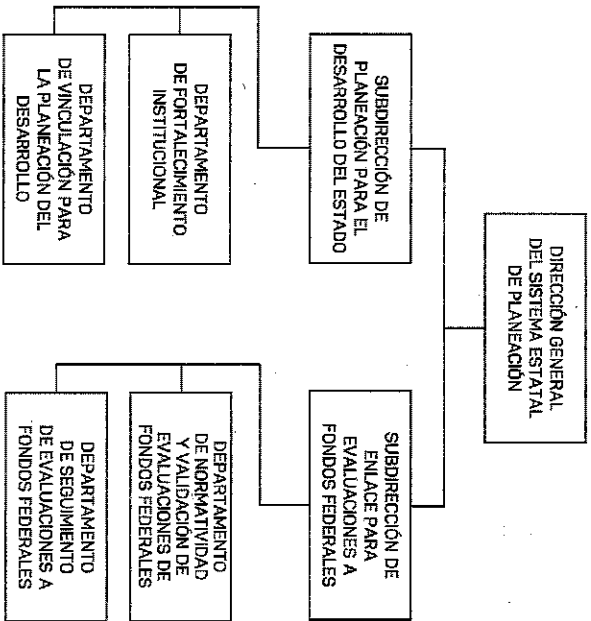 DIRECCIÓN GENERAL
DEL SISTEMA ESTATAL
DE PLANEACIÓN
SUBDIRECCIÓN DE
PLANEACIÓN PARA EL
DESARROLLO DEL ESTADO
DEPARTAMENTO
DE FORTALECIMIENTO
INSTITUCIONAL
DEPARTAMENTO
DE VINCULACIÓN PARA
LA PLANEACIÓN DEL
DESARROLLO
SUBDIRECCIÓN DE
ENLACE PARA
EVALUACIONES A
FONDOS FEDERALES
DEPARTAMENTO
DE NORMATIVIDAD
Y VALIDACIÓN DE
EVALUACIONES DE
FONDOS FEDERALES
DEPARTAMENTO
DE SEGUIMIENTO
DE EVALUACIONES A
FONDOS FEDERALES